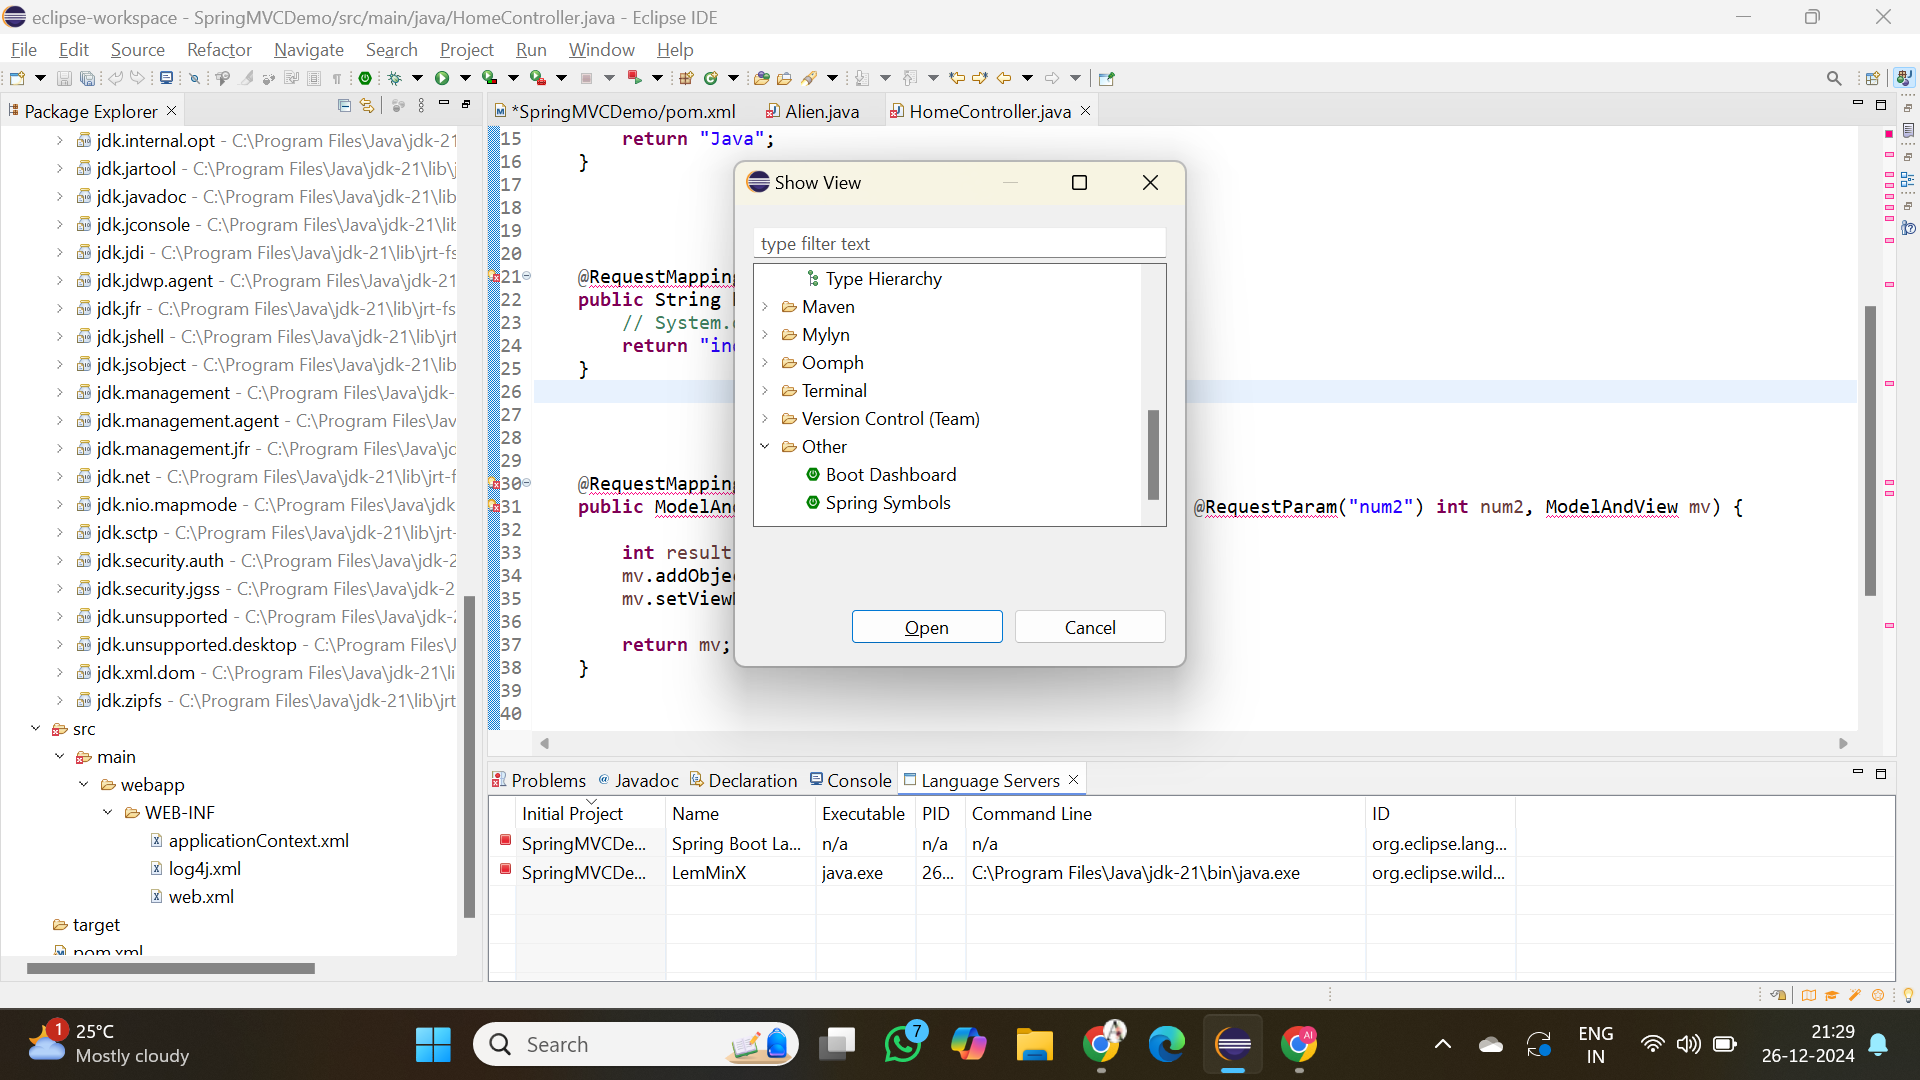 eclipse-workspace - SpringMVCDemo/src/main/java/HomeController.java - Eclipse IDE
File Edit Source Refactor Navigate Search Project Run Window Help
Package Explorer
jdk.internal.opt - C:\Program Files\Java\jdk-21
jdk.jartool - C:\Program Files\Java\jdk-21\lib\j
jdk.javadoc - C:\Program Files\Java\jdk-21\lib
jdk.jconsole - C:\Program Files\Java\jdk-21\lib
jdk.jdi - C:\Program Files\Java\jdk-21\lib\jrt-fs
jdk.jdwp.agent - C:\Program Files\Java\jdk-21
jdk.jfr - C:\Program Files\Java\jdk-21\lib\jrt-fs
jdk.jshell - C:\Program Files\Java\jdk-21\lib\jrt
jdk.jsobject - C:\Program Files\Java\jdk-21\lib
jdk.management - C:\Program Files\Java\jdk-
jdk.management.agent - C:\Program Files\Jav
jdk.management.jfr - C:\Program Files\Java\jd
jdk.net - C:\Program Files\Java\jdk-21\lib\jrt-f
jdk.nio.mapmode - C:\Program Files\Java\jdk
jdk.sctp - C:\Program Files\Java\jdk-21\lib\jrt-
jdk.security.auth - C:\Program Files\Java\jdk-2
jdk.security.jgss - C:\Program Files\Java\jdk-2
jdk.unsupported - C:\Program Files\Java\jdk-
jdk.unsupported.desktop - C:\Program Files\J
jdk.xml.dom - C:\Program Files\Java\jdk-21\li
jdk.zipfs - C:\Program Files\Java\jdk-21\lib\jrt
src
main
webapp
WEB-INF
applicationContext.xml
log4j.xml
web.xml
target
pom.xml
*SpringMVCDemo/pom.xml Alien.java HomeController.java
15 return "Java";
16 }
17
18
19
20
21 @RequestMapping
22 public String
23 // System.
24 return "in
25 }
26
27
28
29
30 @RequestMapping
31 public ModelAn @RequestParam("num2") int num2, ModelAndView mv) {
32
33 int result
34 mv.addObje
35 mv.setView
36
37 return mv;
38 }
39
40
Show View
type filter text
Type Hierarchy
Maven
Mylyn
Oomph
Terminal
Version Control (Team)
Other
Boot Dashboard
Spring Symbols
Open Cancel
Problems Javadoc Declaration Console Language Servers
Initial Project Name Executable PID Command Line ID
SpringMVCDe... Spring Boot La... n/a n/a n/a org.eclipse.lang...
SpringMVCDe... LemMinX java.exe 26... C:\Program Files\Java\jdk-21\bin\java.exe org.eclipse.wild...
1
25°C
Mostly cloudy
Search
7
AI
ENG
IN
21:29
26-12-2024